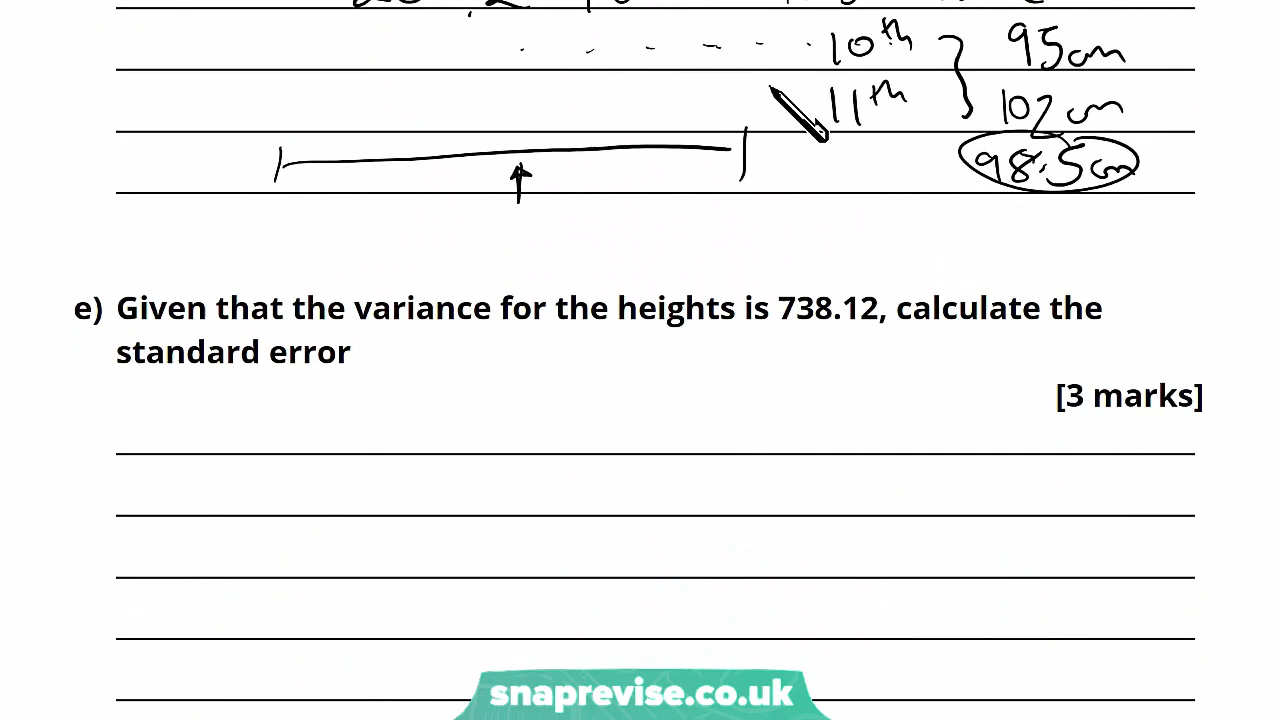 10th 95cm
11th 102cm
98.5cm
e) Given that the variance for the heights is 738.12, calculate the
standard error
[3 marks]
snaprevise.co.uk